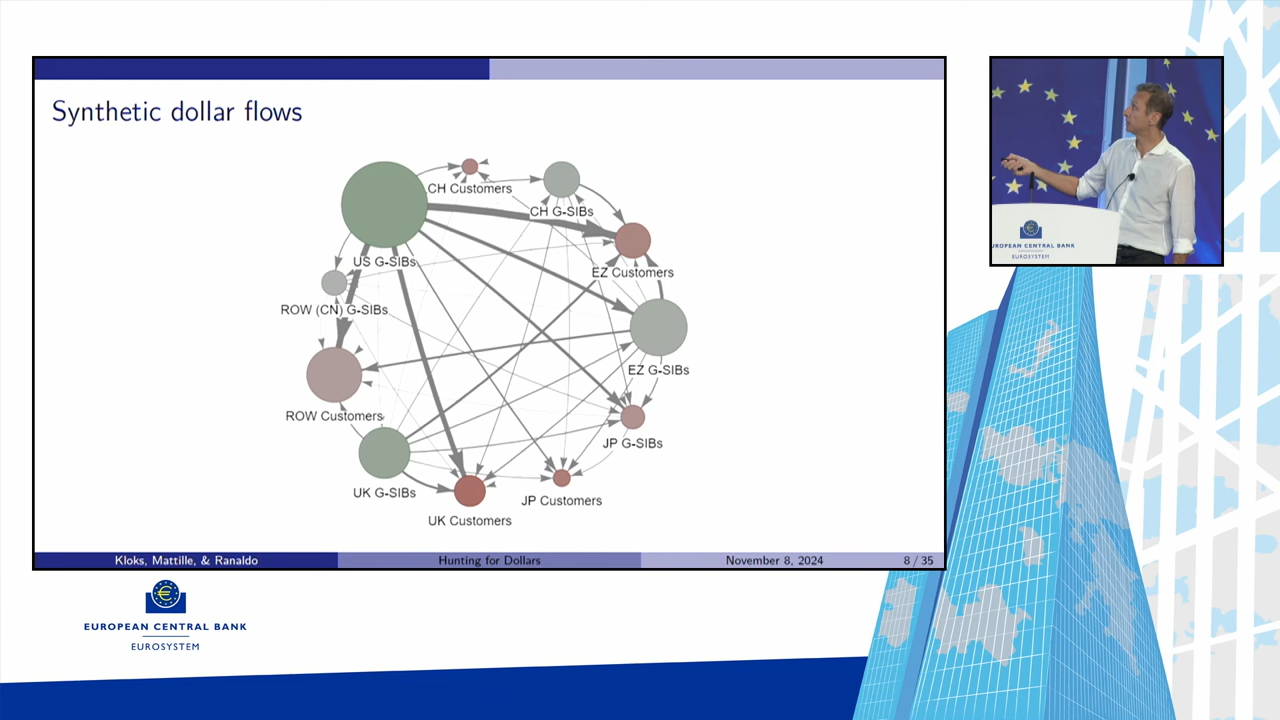 Synthetic dollar flows
CH Customers
CH G-SIBs
US G-SIBs
EZ Customers
ROW (CN) G-SIBs
EZ G-SIBs
ROW Customers
JP G-SIBs
UK G-SIBs
JP Customers
UK Customers
Kloks, Mattille, & Ranaldo
Hunting for Dollars
November 8, 2024
8 / 35
UROPEAN CENTRAL BANK
EUROSYSTEM
EUROPEAN CENTRAL BANK
EUROSYSTEM